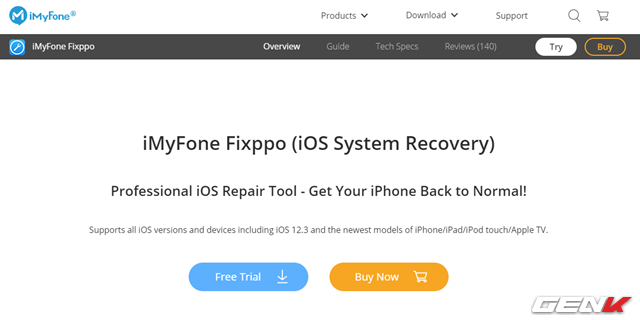 iMyFone®
Products
Download
Support
iMyFone Fixppo
Overview
Guide
Tech Specs
Reviews (140)
Try
Buy
iMyFone Fixppo (iOS System Recovery)
Professional iOS Repair Tool - Get Your iPhone Back to Normal!
Supports all iOS versions and devices including iOS 12.3 and the newest models of iPhone/iPad/iPod touch/Apple TV.
Free Trial
Buy Now
GENK